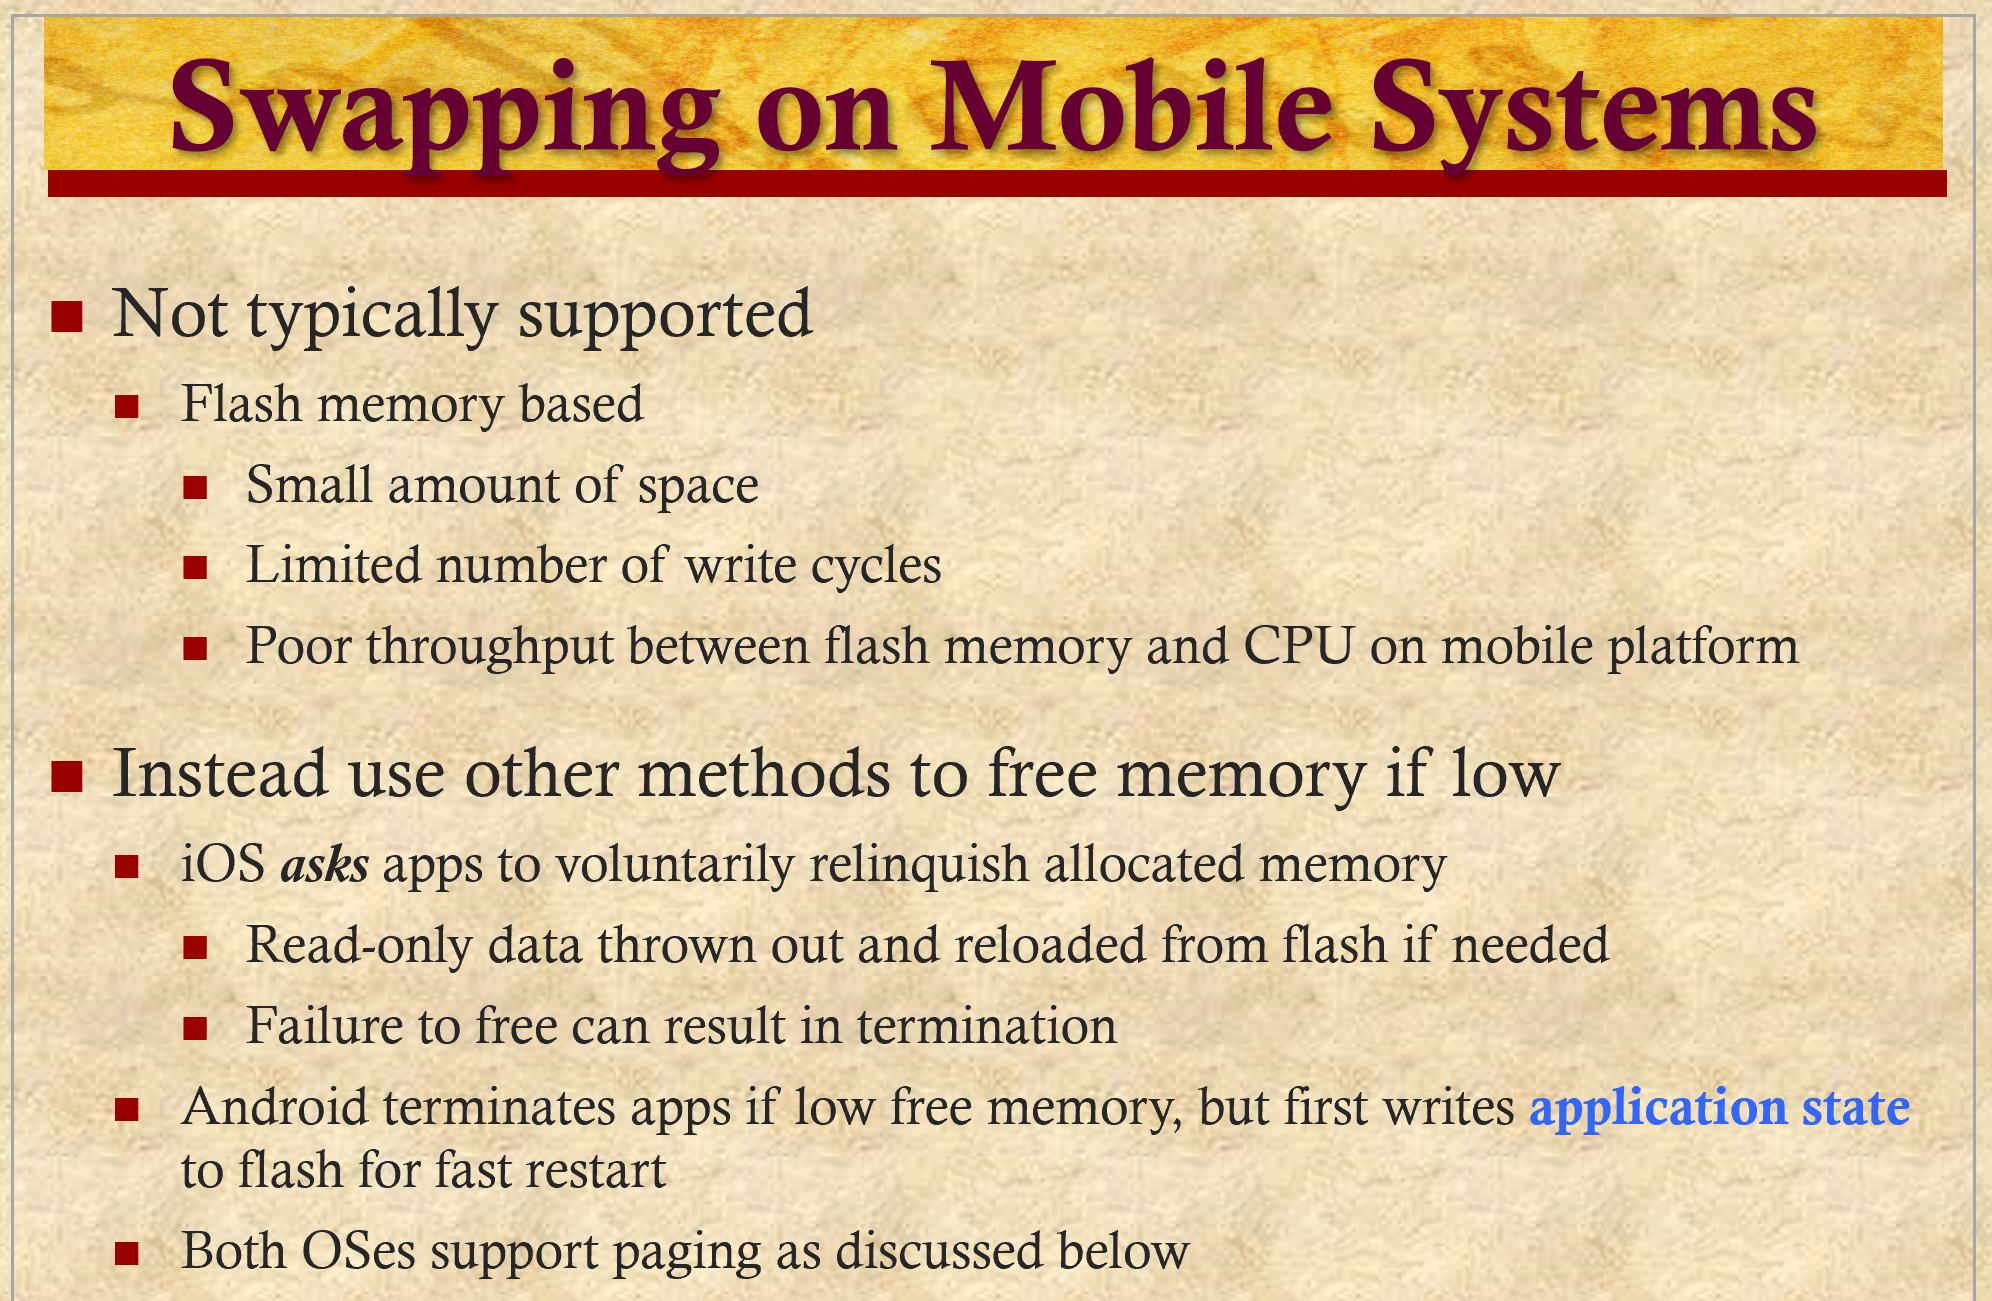 Swapping on Mobile Systems
Not typically supported
Flash memory based
Small amount of space
Limited number of write cycles
Poor throughput between flash memory and CPU on mobile platform
Instead use other methods to free memory if low
iOS asks apps to voluntarily relinquish allocated memory
Read-only data thrown out and reloaded from flash if needed
Failure to free can result in termination
Android terminates apps if low free memory, but first writes application state
to flash for fast restart
Both OSes support paging as discussed below